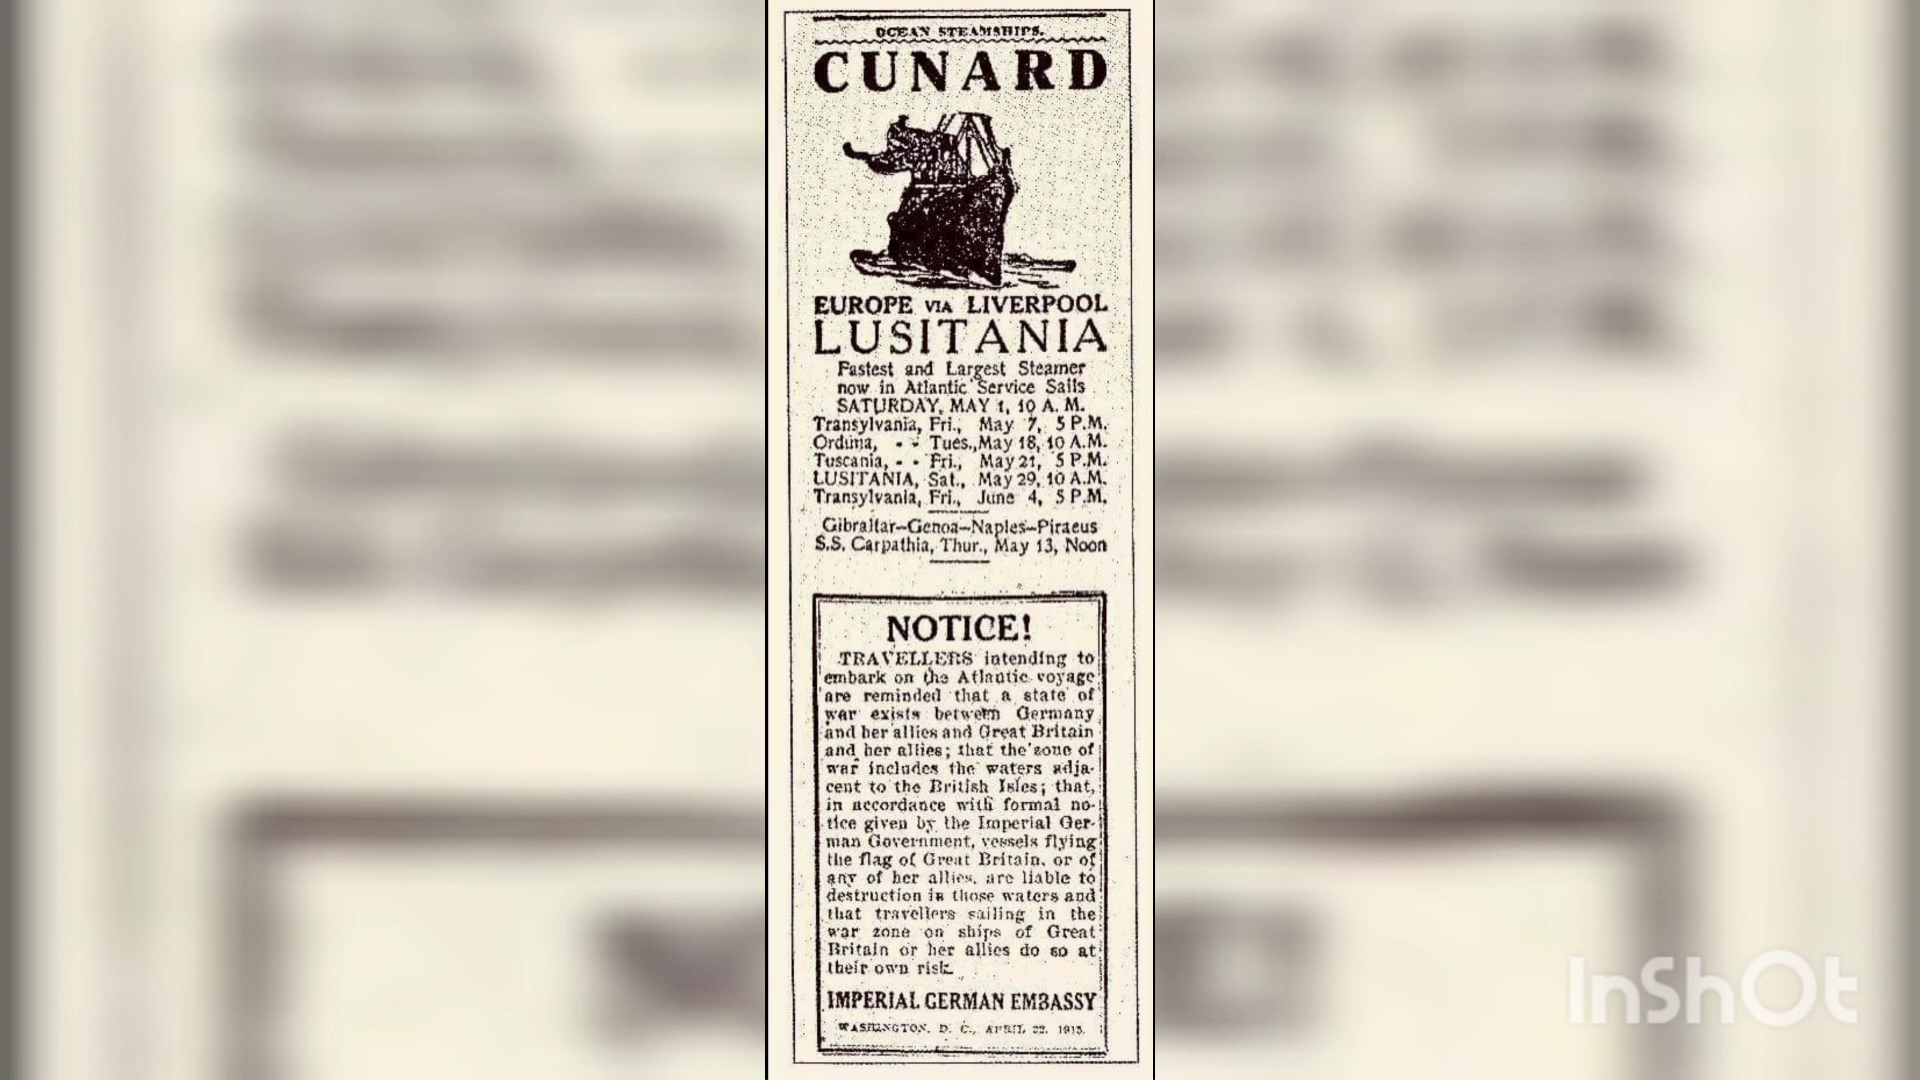 OCEAN STEAMSHIPS.
CUNARD
EUROPE VIA LIVERPOOL
LUSITANIA
Fastest and Largest Steamer
now in Atlantic Service Sails
SATURDAY, MAY 1, 10 A. M.
Transylvania, Fri., May 7, 5 P.M.
Orduna, - - Tues., May 18, 10 A.M.
Tuscania, - - Fri., May 21, 5 P.M.
LUSITANIA, Sat., May 29, 10 A.M.
Transylvania, Fri., June 4, 5 P.M.
Gibraltar-Genoa-Naples-Piraeus
S.S. Carpathia, Thur., May 13, Noon
NOTICE!
TRAVELLERS intending to
embark on the Atlantic voyage
are reminded that a state of
war exists between Germany
and her allies and Great Britain
and her allies; that the zone of
war includes the waters adja-
cent to the British Isles; that,
in accordance with formal no-
tice given by the Imperial Ger-
man Government, vessels flying
the flag of Great Britain, or of
any of her allies, are liable to
destruction in those waters and
that travellers sailing in the
war zone on ships of Great
Britain or her allies do so at
their own risk.
IMPERIAL GERMAN EMBASSY
WASHINGTON, D. C., APRIL 22, 1915.
InShOt